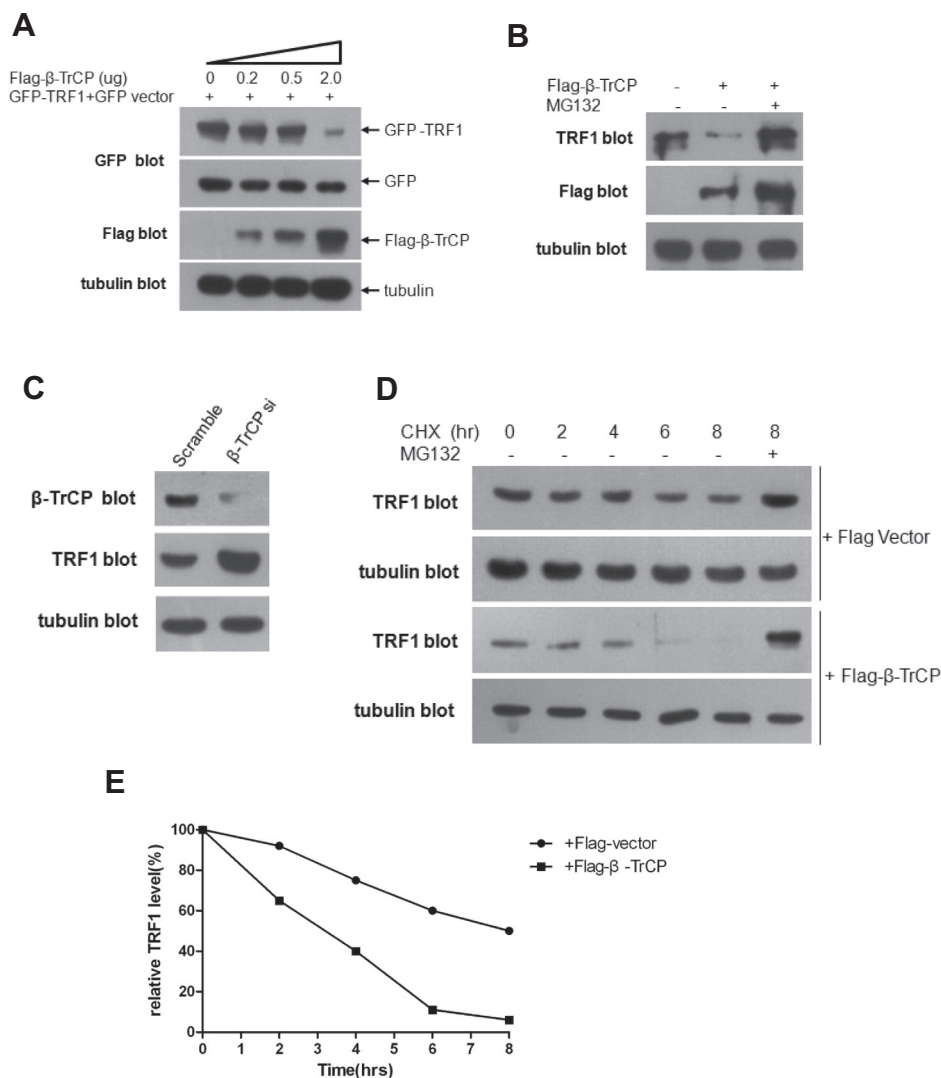 A
Flag-β-TrCP (ug) 0 0.2 0.5 2.0
GFP-TRF1+GFP vector + + + +
GFP blot
GFP-TRF1
GFP
Flag blot
Flag-β-TrCP
tubulin blot
tubulin
B
Flag-β-TrCP - + +
MG132 - - +
TRF1 blot
Flag blot
tubulin blot
C
Scramble
β-TrCP si
β-TrCP blot
TRF1 blot
tubulin blot
D
CHX (hr) 0 2 4 6 8 8
MG132 - - - - - +
TRF1 blot
tubulin blot
+ Flag Vector
TRF1 blot
tubulin blot
+ Flag-β-TrCP
E
relative TRF1 level(%)
100
80
60
40
20
0
0 1 2 3 4 5 6 7 8
Time(hrs)
+Flag-vector
+Flag-β -TrCP